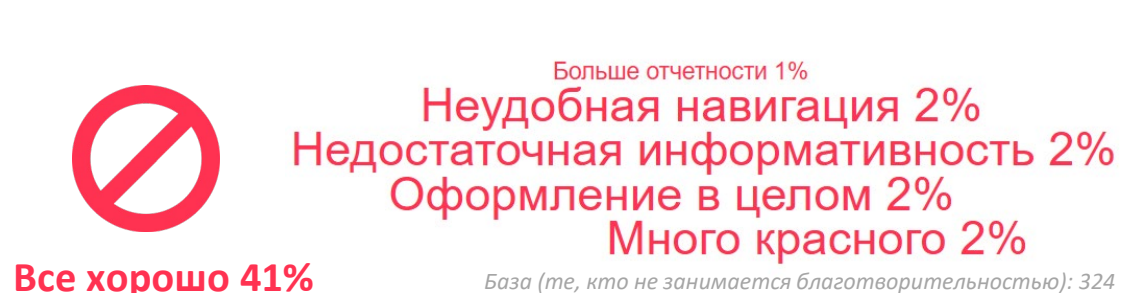 Больше отчетности 1%
Неудобная навигация 2%
Недостаточная информативность 2%
Оформление в целом 2%
Много красного 2%
Все хорошо 41%
База (те, кто не занимается благотворительностью): 324